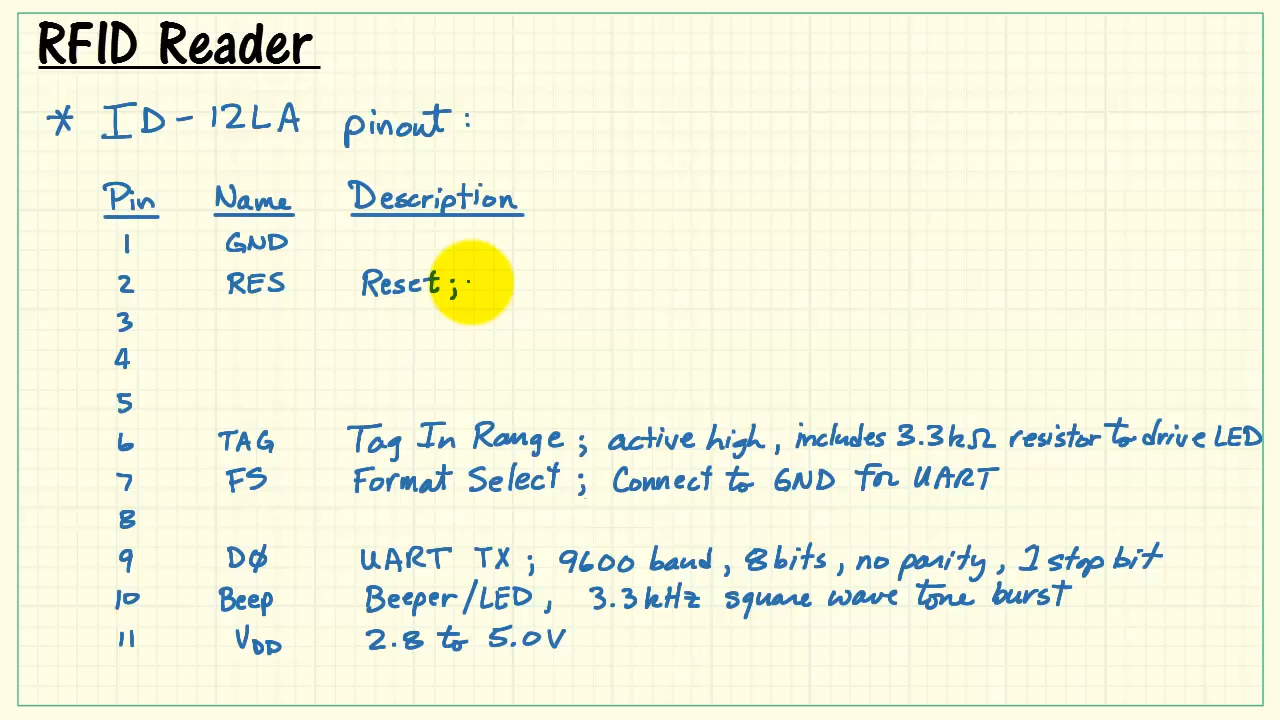 RFID Reader
* ID-12LA pinout:
Pin Name Description
1 GND
2 RES Reset;
3
4
5
6 TAG Tag In Range; active high, includes 3.3kΩ resistor to drive LED
7 FS Format Select; Connect to GND for UART
8
9 DØ UART TX; 9600 baud, 8 bits, no parity, 1 stop bit
10 Beep Beeper/LED, 3.3kHz square wave tone burst
11 VDD 2.8 to 5.0V